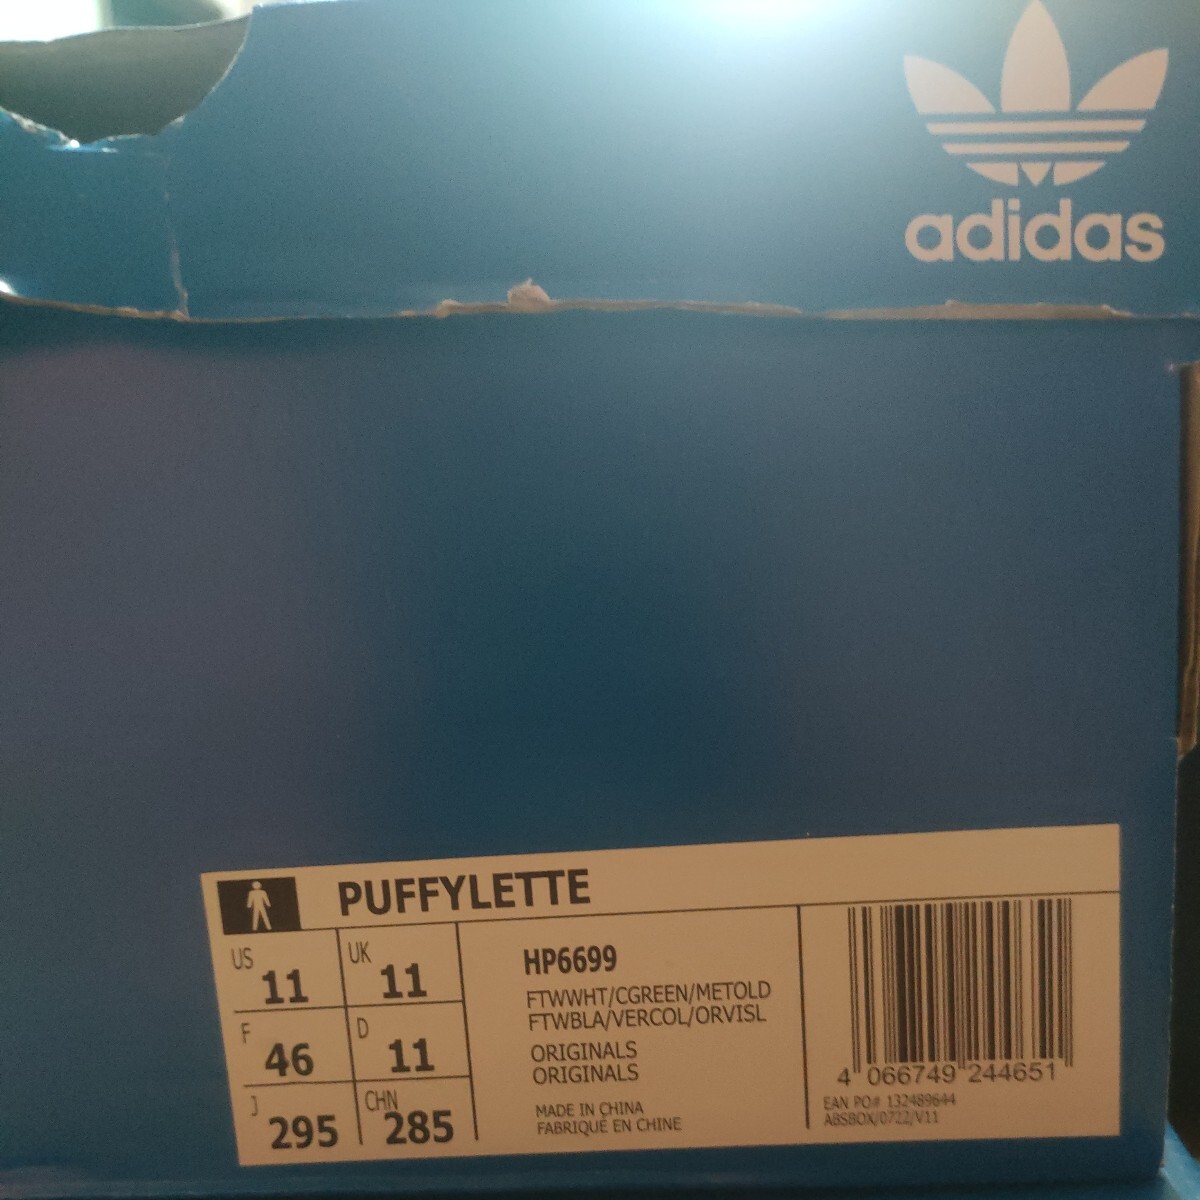 adidas
PUFFYLETTE
US 11 UK 11
F 46 D 11
J 295 CHN 285
HP6699
FTWWHT/CGREEN/METOLD
FTWBLA/VERCOL/ORVISL
ORIGINALS
ORIGINALS
MADE IN CHINA
FABRIQUÉ EN CHINE
4 066749 244651
EAN PO# 132489644
ABSBOX/0722/V11